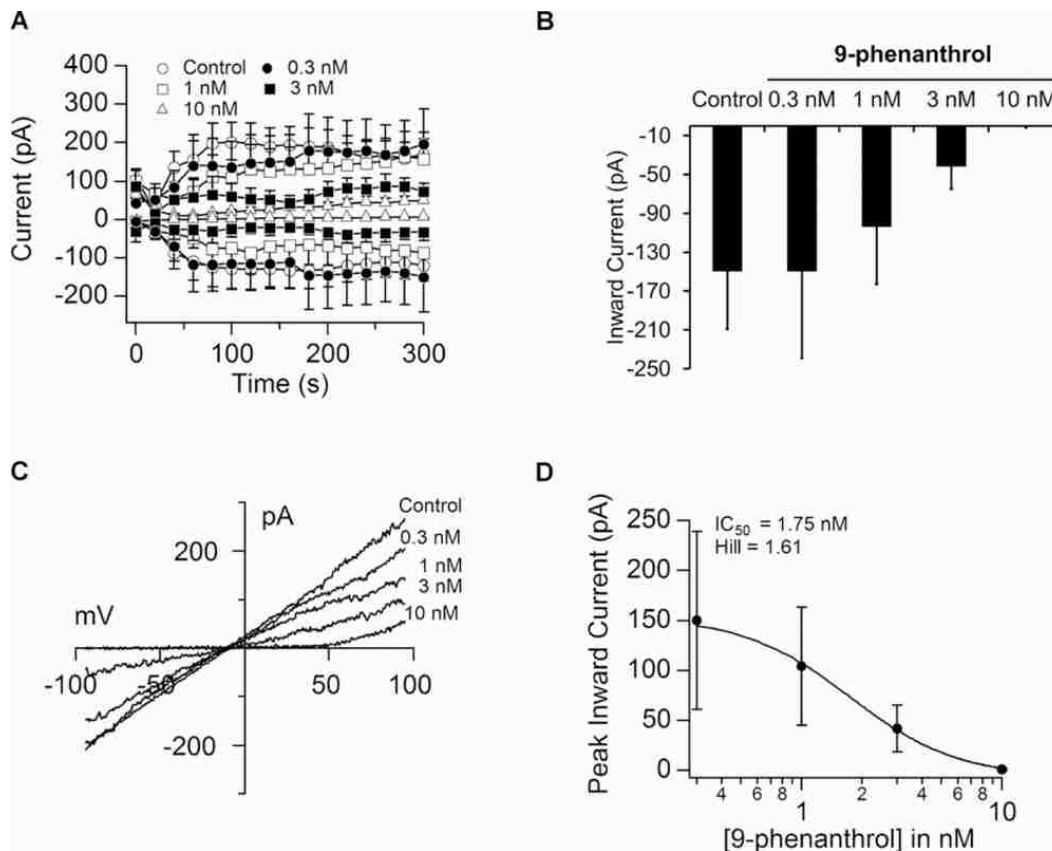 A
400
300
200
100
0
-100
-200
Current (pA)
Control
0.3 nM
1 nM
3 nM
10 nM
0
100
200
300
Time (s)
B
9-phenanthrol
Control 0.3 nM 1 nM 3 nM 10 nM
-10
-50
-90
-130
-170
-210
-250
Inward Current (pA)
C
pA
mV
200
-200
-100
-50
50
100
Control
0.3 nM
1 nM
3 nM
10 nM
D
IC50 = 1.75 nM
Hill = 1.61
250
200
150
100
50
0
Peak Inward Current (pA)
4 6 8 2 4 6 8
1 10
[9-phenanthrol] in nM